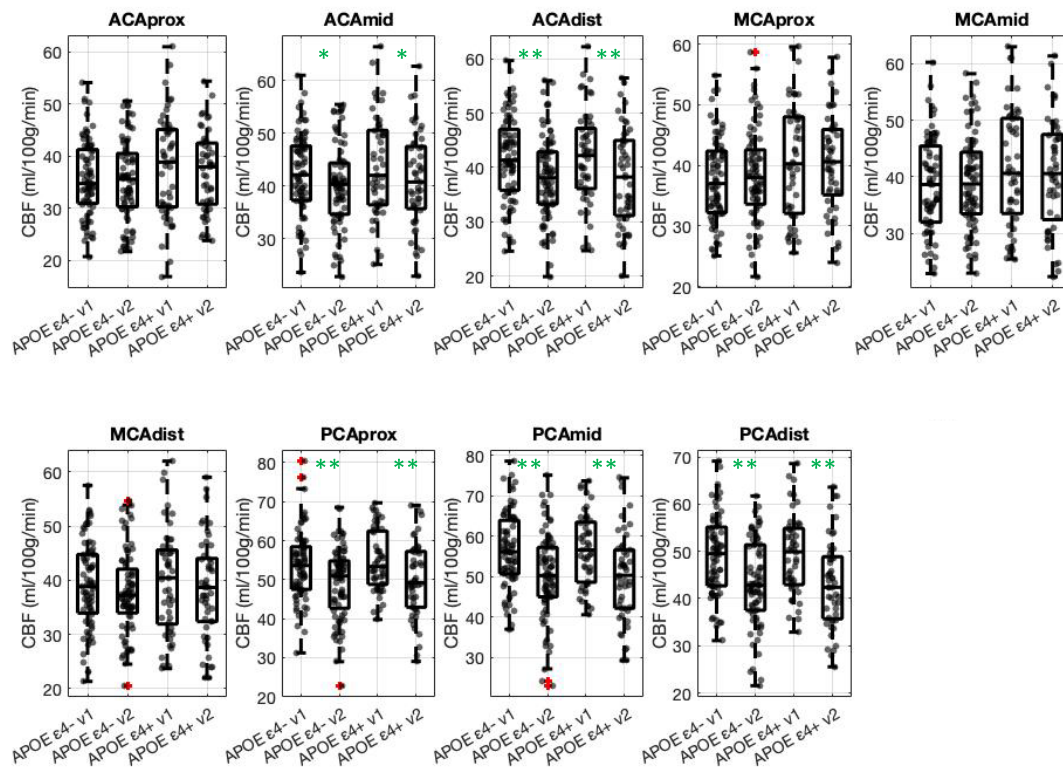 ACAprox
ACAmid
ACAdist
MCAprox
MCAmid
CBF (ml/100g/min)
60
50
40
30
20
APOE ε4- v1
APOE ε4- v2
APOE ε4+ v1
APOE ε4+ v2
CBF (ml/100g/min)
60
50
40
30
*
*
APOE ε4- v1
APOE ε4- v2
APOE ε4+ v1
APOE ε4+ v2
CBF (ml/100g/min)
60
50
40
30
20
**
**
APOE ε4- v1
APOE ε4- v2
APOE ε4+ v1
APOE ε4+ v2
CBF (ml/100g/min)
60
50
40
30
20
APOE ε4- v1
APOE ε4- v2
APOE ε4+ v1
APOE ε4+ v2
CBF (ml/100g/min)
60
50
40
30
APOE ε4- v1
APOE ε4- v2
APOE ε4+ v1
APOE ε4+ v2
MCAdist
PCAprox
PCAmid
PCAdist
CBF (ml/100g/min)
60
50
40
30
20
APOE ε4- v1
APOE ε4- v2
APOE ε4+ v1
APOE ε4+ v2
CBF (ml/100g/min)
80
70
60
50
40
30
20
**
**
APOE ε4- v1
APOE ε4- v2
APOE ε4+ v1
APOE ε4+ v2
CBF (ml/100g/min)
80
70
60
50
40
30
**
**
APOE ε4- v1
APOE ε4- v2
APOE ε4+ v1
APOE ε4+ v2
CBF (ml/100g/min)
70
60
50
40
30
20
**
**
APOE ε4- v1
APOE ε4- v2
APOE ε4+ v1
APOE ε4+ v2